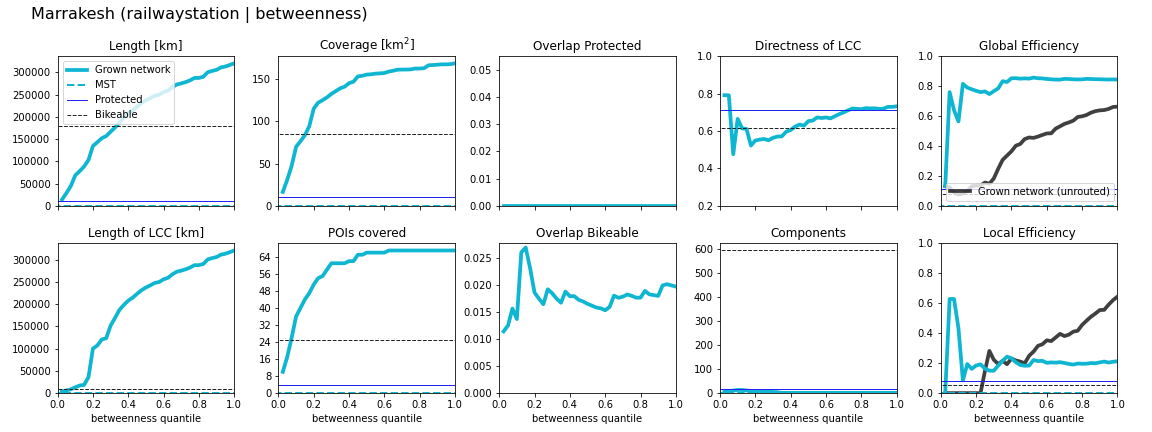 Marrakesh (railwaystation | betweenness)
Length [km]
Coverage [km²]
Overlap Protected
Directness of LCC
Global Efficiency
300000
250000
200000
150000
100000
50000
0
Grown network
MST
Protected
Bikeable
150
100
50
0
0.05
0.04
0.03
0.02
0.01
0.00
1.0
0.8
0.6
0.4
0.2
1.0
0.8
0.6
0.4
0.2
0.0
Grown network (unrouted)
Length of LCC [km]
POIs covered
Overlap Bikeable
Components
Local Efficiency
300000
250000
200000
150000
100000
50000
0
64
56
48
40
32
24
16
8
0.025
0.020
0.015
0.010
0.005
0.000
600
500
400
300
200
100
0
1.0
0.8
0.6
0.4
0.2
0.0
0.0 0.2 0.4 0.6 0.8 1.0
0.0 0.2 0.4 0.6 0.8 1.0
0.0 0.2 0.4 0.6 0.8 1.0
0.0 0.2 0.4 0.6 0.8 1.0
0.0 0.2 0.4 0.6 0.8 1.0
betweenness quantile
betweenness quantile
betweenness quantile
betweenness quantile
betweenness quantile